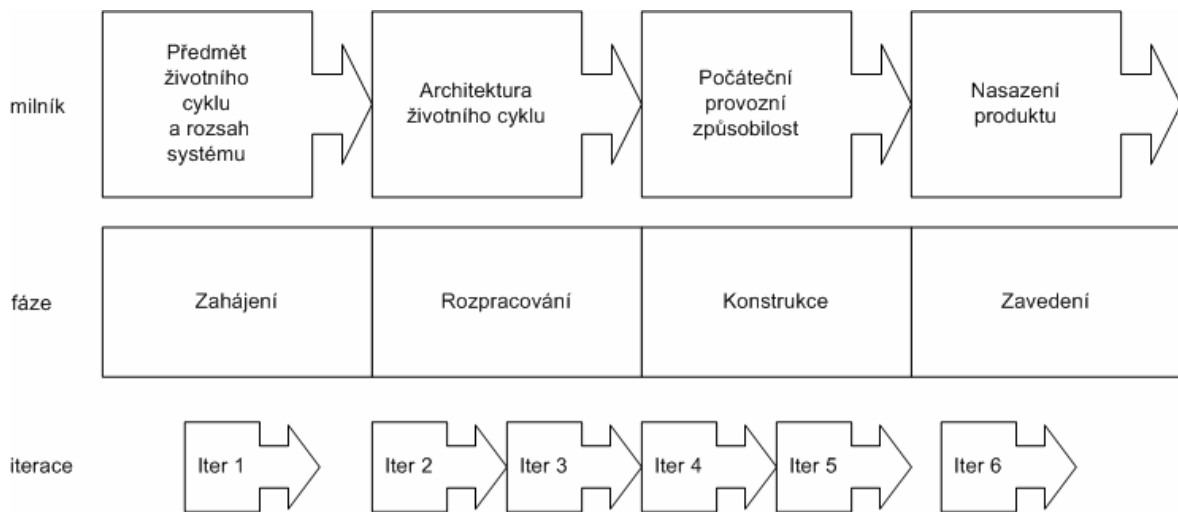 milník
Předmět
životního
cyklu
a rozsah
systému
Architektura
životního cyklu
Počáteční
provozní
způsobilost
Nasazení
produktu
fáze
Zahájení
Rozpracování
Konstrukce
Zavedení
iterace
Iter 1
Iter 2
Iter 3
Iter 4
Iter 5
Iter 6